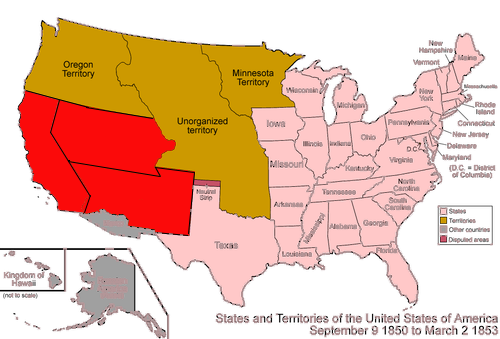 New
Hampshire
Vermont
Maine
Oregon
Territory
Minnesota
Territory
Wisconsin
Michigan
New
York
Massachusetts
Rhode
Island
Connecticut
New Jersey
Delaware
Maryland
(D.C. = District
of Columbia)
Unorganized
territory
Iowa
Illinois
Indiana
Ohio
Pennsylvania
D.C.
Virginia
Missouri
Kentucky
North
Carolina
Tennessee
South
Carolina
Neutral
Strip
Arkansas
Mississippi
Alabama
Georgia
Texas
Louisiana
Florida
States
Territories
Other countries
Disputed areas
Kingdom of
Hawaii
(not to scale)
States and Territories of the United States of America
September 9 1850 to March 2 1853